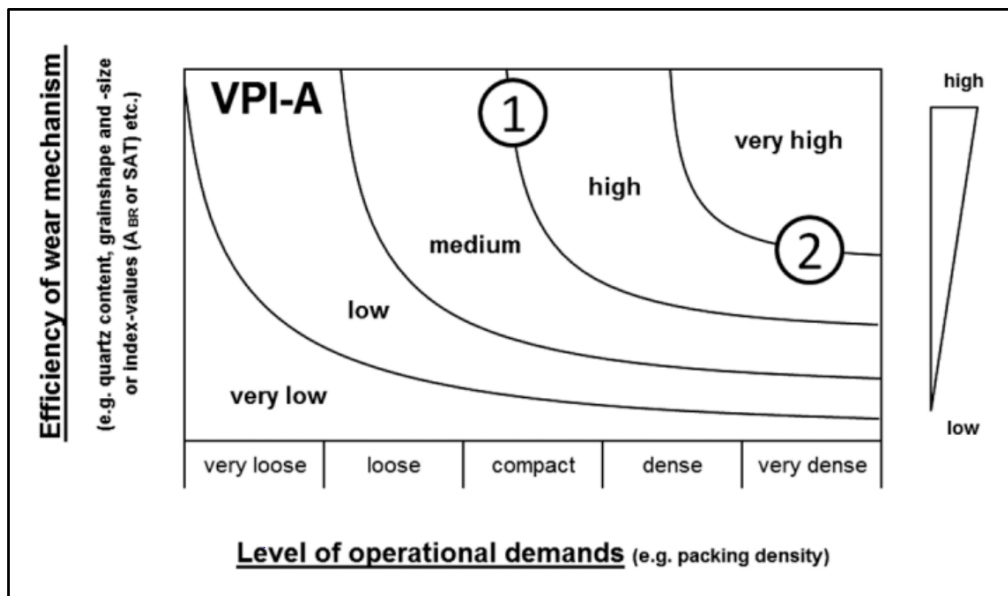 Efficiency of wear mechanism
(e.g. quartz content, grainshape and -size
or index-values (A BR or SAT) etc.)
VPI-A
1
very high
high
medium
2
low
very low
high
low
very loose
loose
compact
dense
very dense
Level of operational demands (e.g. packing density)